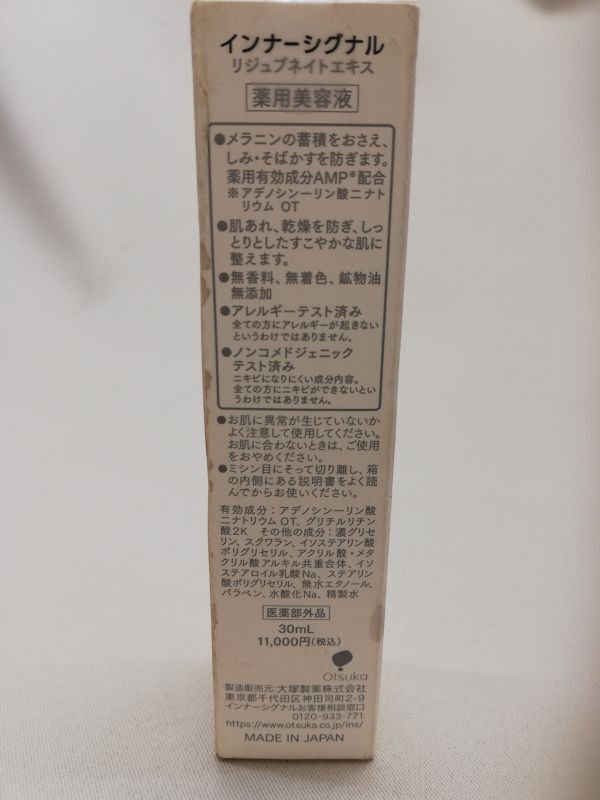 インナーシグナル
リジュブネイトエキス
薬用美容液
●メラニンの蓄積をおさえ、
しみ・そばかすを防ぎます。
薬用有効成分AMP※配合
※アデノシン一リン酸二ナト
リウム OT
●肌あれ、乾燥を防ぎ、しっ
とりとしたすこやかな肌に
整えます。
●無香料、無着色、鉱物油
無添加
●アレルギーテスト済み
全ての方にアレルギーが起きない
というわけではありません。
●ノンコメドジェニック
テスト済み
ニキビになりにくい成分内容。
全ての方にニキビができないとい
うわけではありません。
●お肌に異常が生じていないか
よく注意して使用してください。
お肌に合わないときは、ご使用
をおやめください。
●ミシン目にそって切り離し、箱
の内側にある説明書をよく読
んでからお使いください。
有効成分：アデノシン一リン酸
二ナトリウム OT、グリチルリチン
酸2K その他の成分：濃グリセ
リン、スクワラン、イソステアリン酸
ポリグリセリル、アクリル酸・メタ
クリル酸アルキル共重合体、イソ
ステアロイル乳酸Na、ステアリン
酸ポリグリセリル、無水エタノール、
パラベン、水酸化Na、精製水
医薬部外品
30mL
11,000円（税込）
Otsuka
製造販売元：大塚製薬株式会社
東京都千代田区神田司町2-9
インナーシグナルお客様相談窓口
0120-933-771
https://www.otsuka.co.jp/ins/
MADE IN JAPAN